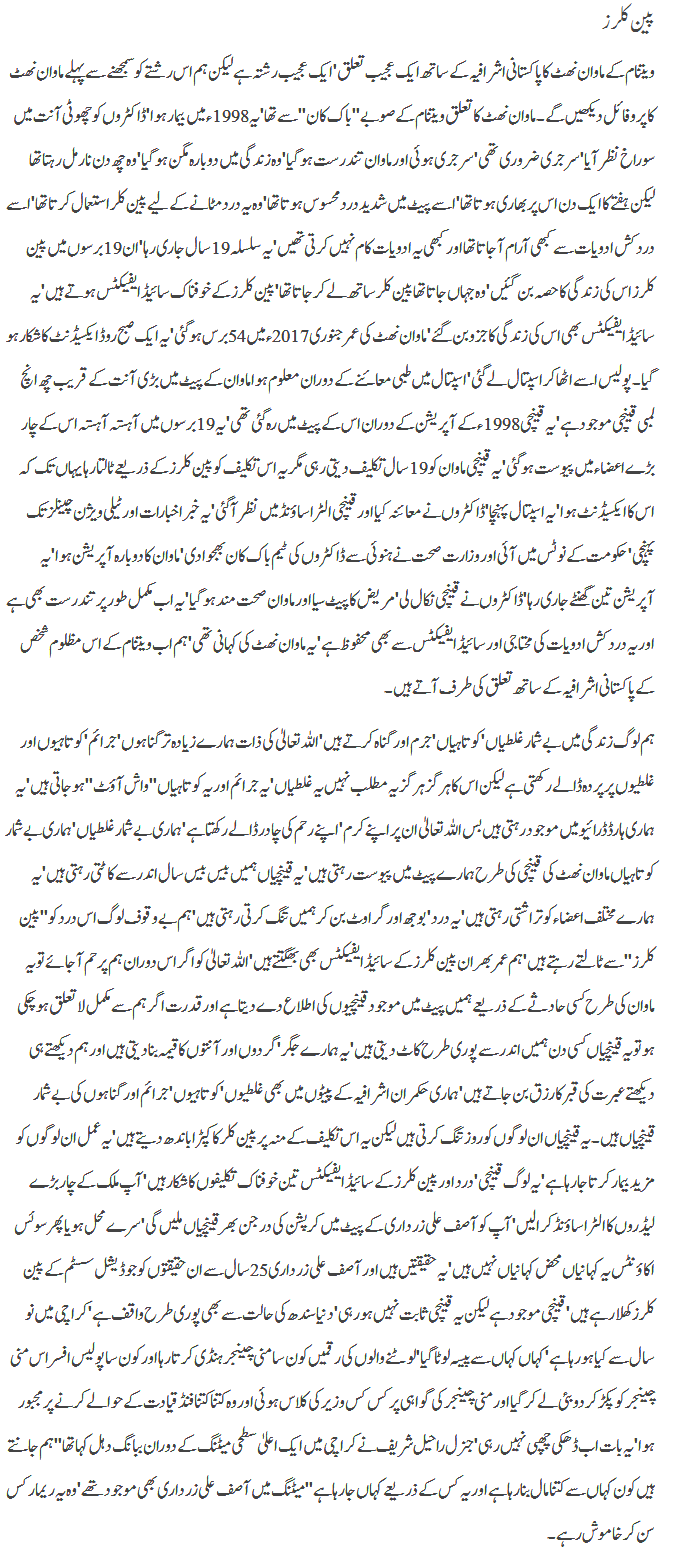 پین کلرز
ویتنام کے ماوان نھٹ کا پاکستانی اشرافیہ کے ساتھ ایک عجیب تعلق' ایک عجیب رشتہ ہے لیکن ہم اس رشتے کو سمجھنے سے پہلے ماوان نھٹ
کا پروفائل دیکھیں گے۔ ماوان نھٹ کا تعلق ویتنام کے صوبے "باک کان" سے تھا' یہ 1998ء میں بیمار ہوا' ڈاکٹروں کو چھوٹی آنت میں
سوراخ نظر آیا' سرجری ضروری تھی' سرجری ہوئی اور ماوان تندرست ہو گیا' وہ زندگی میں دوبارہ مگن ہو گیا' وہ چھ دن نارمل رہتا تھا
لیکن ہفتے کا ایک دن اس پر بھاری ہوتا تھا' اسے پیٹ میں شدید درد محسوس ہوتا تھا' وہ یہ درد مٹانے کے لیے پین کلر استعمال کرتا تھا' اسے
درد کش ادویات سے کبھی آرام آ جاتا تھا اور کبھی یہ ادویات کام نہیں کرتی تھیں' یہ سلسلہ 19 سال جاری رہا' ان 19 برسوں میں پین
کلرز اس کی زندگی کا حصہ بن گئیں' وہ جہاں جاتا تھا پین کلر ساتھ لے کر جاتا تھا' پین کلرز کے خوفناک سائیڈ ایفیکٹس ہوتے ہیں' یہ
سائیڈ ایفیکٹس بھی اس کی زندگی کا جزو بن گئے' ماوان نھٹ کی عمر جنوری 2017ء میں 54 برس ہو گئی' یہ ایک صبح روڈ ایکسیڈنٹ کا شکار ہو
گیا۔ پولیس اسے اٹھا کر اسپتال لے گئی' اسپتال میں طبی معائنے کے دوران معلوم ہوا ماوان کے پیٹ میں بڑی آنت کے قریب چھ انچ
لمبی قینچی موجود ہے' یہ قینچی 1998ء کے آپریشن کے دوران اس کے پیٹ میں رہ گئی تھی' یہ 19 برسوں میں آہستہ آہستہ اس کے چار
بڑے اعضاء میں پیوست ہو گئی' یہ قینچی ماوان کو 19 سال تکلیف دیتی رہی مگر یہ اس تکلیف کو پین کلرز کے ذریعے ٹالتا رہا یہاں تک کہ
اس کا ایکسیڈنٹ ہوا' یہ اسپتال پہنچا' ڈاکٹروں نے معائنہ کیا اور قینچی الٹرا ساؤنڈ میں نظر آ گئی' یہ خبر اخبارات اور ٹیلی ویژن چینلز تک
پہنچی' حکومت کے نوٹس میں آئی اور وزارت صحت نے ہنوئی سے ڈاکٹروں کی ٹیم باک کان بھجوا دی' ماوان کا دوبارہ آپریشن ہوا' یہ
آپریشن تین گھنٹے جاری رہا' ڈاکٹروں نے قینچی نکال لی' مریض کا پیٹ سیا اور ماوان صحت مند ہو گیا' یہ اب مکمل طور پر تندرست بھی ہے
اور یہ درد کش ادویات کی محتاجی اور سائیڈ ایفیکٹس سے بھی محفوظ ہے' یہ ماوان نھٹ کی کہانی تھی' ہم اب ویتنام کے اس مظلوم شخص
کے پاکستانی اشرافیہ کے ساتھ تعلق کی طرف آتے ہیں۔
ہم لوگ زندگی میں بے شمار غلطیاں' کوتاہیاں' جرم اور گناہ کرتے ہیں' اللہ تعالیٰ کی ذات ہمارے زیادہ تر گناہوں' جرائم' کوتاہیوں اور
غلطیوں پر پردہ ڈالے رکھتی ہے لیکن اس کا ہرگز ہرگز یہ مطلب نہیں یہ غلطیاں' یہ جرائم اور یہ کوتاہیاں "واش آؤٹ" ہو جاتی ہیں' یہ
ہماری ہارڈ ڈرائیو میں موجود رہتی ہیں بس اللہ تعالیٰ ان پر اپنے کرم' اپنے رحم کی چادر ڈالے رکھتا ہے' ہماری بے شمار غلطیاں' ہماری بے شمار
کوتاہیاں ماوان نھٹ کی قینچی کی طرح ہمارے پیٹ میں پیوست رہتی ہیں' یہ قینچیاں ہمیں بیس بیس سال اندر سے کاٹتی رہتی ہیں' یہ
ہمارے مختلف اعضاء کو تراشتی رہتی ہیں' یہ درد' بوجھ اور گراوٹ بن کر ہمیں تنگ کرتی رہتی ہیں' ہم بے وقوف لوگ اس درد کو "پین
کلرز" سے ٹالتے رہتے ہیں' ہم عمر بھر ان پین کلرز کے سائیڈ ایفیکٹس بھی بھگتتے ہیں' اللہ تعالیٰ کو اگر اس دوران ہم پر رحم آ جائے تو یہ
ماوان کی طرح کسی حادثے کے ذریعے ہمیں پیٹ میں موجود قینچیوں کی اطلاع دے دیتا ہے اور قدرت اگر ہم سے مکمل لاتعلق ہو چکی
ہو تو یہ قینچیاں کسی دن ہمیں اندر سے پوری طرح کاٹ دیتی ہیں' یہ ہمارے جگر' گردوں اور آنتوں کا قیمہ بنا دیتی ہیں اور ہم دیکھتے ہی
دیکھتے عبرت کی قبر کا رزق بن جاتے ہیں' ہماری حکمران اشرافیہ کے پیٹوں میں بھی غلطیوں' کوتاہیوں' جرائم اور گناہوں کی بے شمار
قینچیاں ہیں۔ یہ قینچیاں ان لوگوں کو روز تنگ کرتی ہیں لیکن یہ اس تکلیف کے منہ پر پین کلر کا کپڑا باندھ دیتے ہیں' یہ عمل ان لوگوں کو
مزید بیمار کرتا جا رہا ہے' یہ لوگ قینچی' درد اور پین کلرز کے سائیڈ ایفیکٹس تین خوفناک تکلیفوں کا شکار ہیں' آپ ملک کے چار بڑے
لیڈروں کا الٹرا ساؤنڈ کرا لیں' آپ کو آصف علی زرداری کے پیٹ میں کرپشن کی درجن بھر قینچیاں ملیں گی' سرے محل ہو یا پھر سوئس
اکاؤنٹس یہ کہانیاں محض کہانیاں نہیں ہیں' یہ حقیقتیں ہیں اور آصف علی زرداری 25 سال سے ان حقیقتوں کو جوڈیشل سسٹم کے پین
کلرز کھلا رہے ہیں' قینچی موجود ہے لیکن یہ قینچی ثابت نہیں ہو رہی' دنیا سندھ کی حالت سے بھی پوری طرح واقف ہے' کراچی میں نو
سال سے کیا ہو رہا ہے' کہاں کہاں سے پیسہ لوٹا گیا' لوٹنے والوں کی رقمیں کون سا منی چینجر ہنڈی کرتا رہا اور کون سا پولیس افسر اس منی
چینجر کو پکڑ کر دوبئی لے کر گیا اور منی چینجر کی گواہی پر کس کس وزیر کی کلاس ہوئی اور وہ کتنا کتنا فنڈ قیادت کے حوالے کرنے پر مجبور
ہوا' یہ بات اب ڈھکی چھپی نہیں رہی' جنرل راحیل شریف نے کراچی میں ایک اعلیٰ سطحی میٹنگ کے دوران ببانگ دہل کہا تھا "ہم جانتے
ہیں کون کہاں سے کتنا مال بنا رہا ہے اور یہ کس کے ذریعے کہاں جا رہا ہے" میٹنگ میں آصف علی زرداری بھی موجود تھے' وہ یہ ریمارکس
سن کر خاموش رہے۔